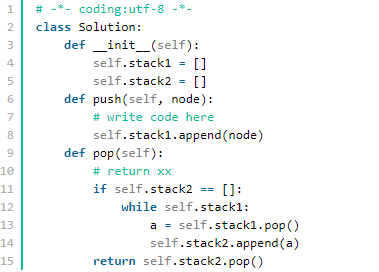 1 # -*- coding:utf-8 -*-
2 class Solution:
3     def __init__(self):
4         self.stack1 = []
5         self.stack2 = []
6     def push(self, node):
7         # write code here
8         self.stack1.append(node)
9     def pop(self):
10         # return xx
11         if self.stack2 == []:
12             while self.stack1:
13                 a = self.stack1.pop()
14                 self.stack2.append(a)
15         return self.stack2.pop()